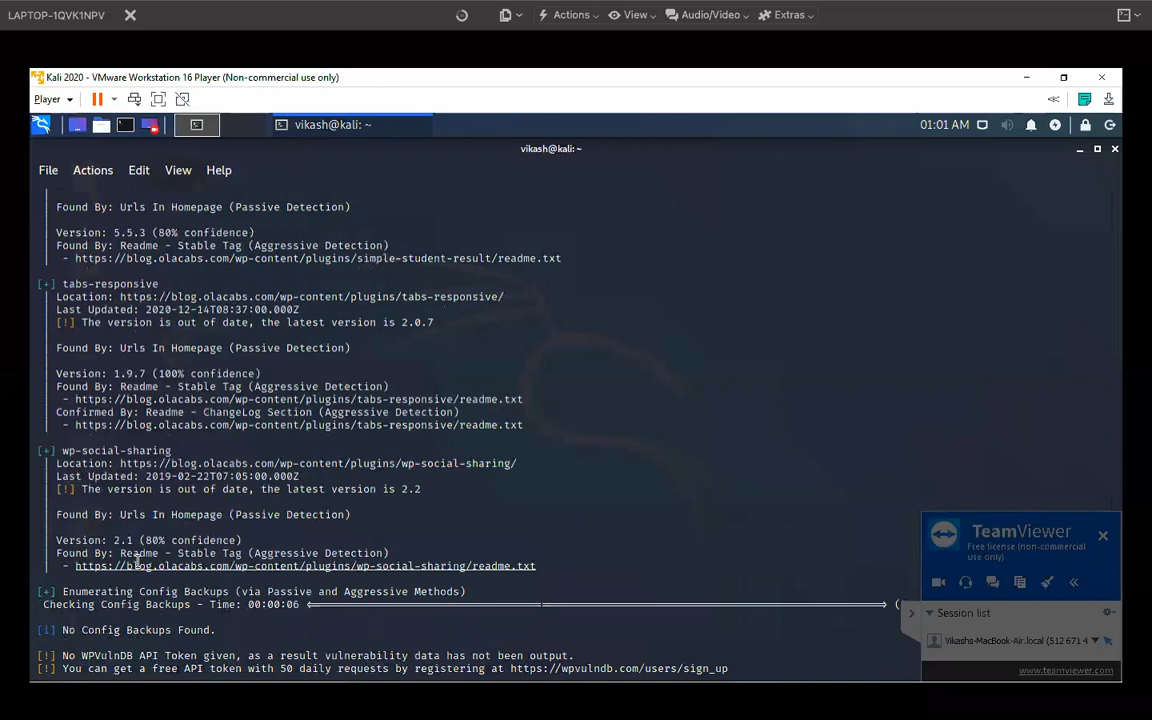 LAPTOP-1QVK1NPV
Actions
View
Audio/Video
Extras
Kali 2020 - VMware Workstation 16 Player (Non-commercial use only)
Player
vikash@kali: ~
01:01 AM
vikash@kali: ~
File Actions Edit View Help
| Found By: Urls In Homepage (Passive Detection)
| Version: 5.5.3 (80% confidence)
| Found By: Readme - Stable Tag (Aggressive Detection)
| - https://blog.olacabs.com/wp-content/plugins/simple-student-result/readme.txt
[+] tabs-responsive
| Location: https://blog.olacabs.com/wp-content/plugins/tabs-responsive/
| Last Updated: 2020-12-14T08:37:00.000Z
| [!] The version is out of date, the latest version is 2.0.7
| Found By: Urls In Homepage (Passive Detection)
| Version: 1.9.7 (100% confidence)
| Found By: Readme - Stable Tag (Aggressive Detection)
| - https://blog.olacabs.com/wp-content/plugins/tabs-responsive/readme.txt
| Confirmed By: Readme - ChangeLog Section (Aggressive Detection)
| - https://blog.olacabs.com/wp-content/plugins/tabs-responsive/readme.txt
[+] wp-social-sharing
| Location: https://blog.olacabs.com/wp-content/plugins/wp-social-sharing/
| Last Updated: 2019-02-22T07:05:00.000Z
| [!] The version is out of date, the latest version is 2.2
| Found By: Urls In Homepage (Passive Detection)
| Version: 2.1 (80% confidence)
| Found By: Readme - Stable Tag (Aggressive Detection)
| - https://blog.olacabs.com/wp-content/plugins/wp-social-sharing/readme.txt
[+] Enumerating Config Backups (via Passive and Aggressive Methods)
Checking Config Backups - Time: 00:00:06 <=====> (
[i] No Config Backups Found.
[!] No WPVulnDB API Token given, as a result vulnerability data has not been output.
[!] You can get a free API token with 50 daily requests by registering at https://wpvulndb.com/users/sign_up
TeamViewer
Free license (non-commercial
use only)
Session list
Vikashs-MacBook-Air.local (512 671 4
www.teamviewer.com